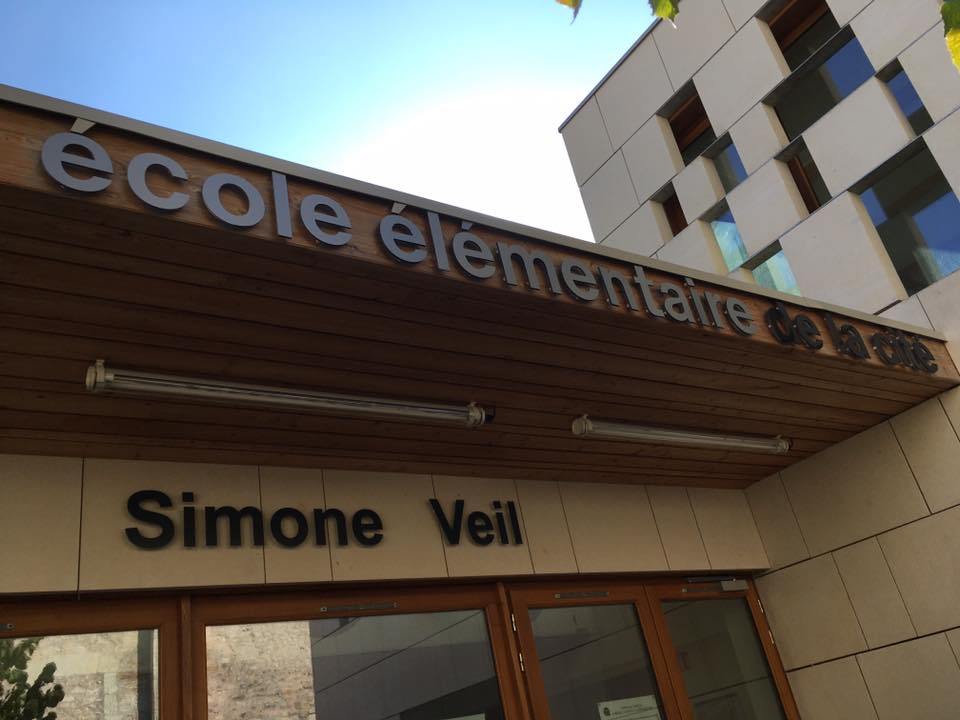 école élémentaire de la cité
Simone Veil